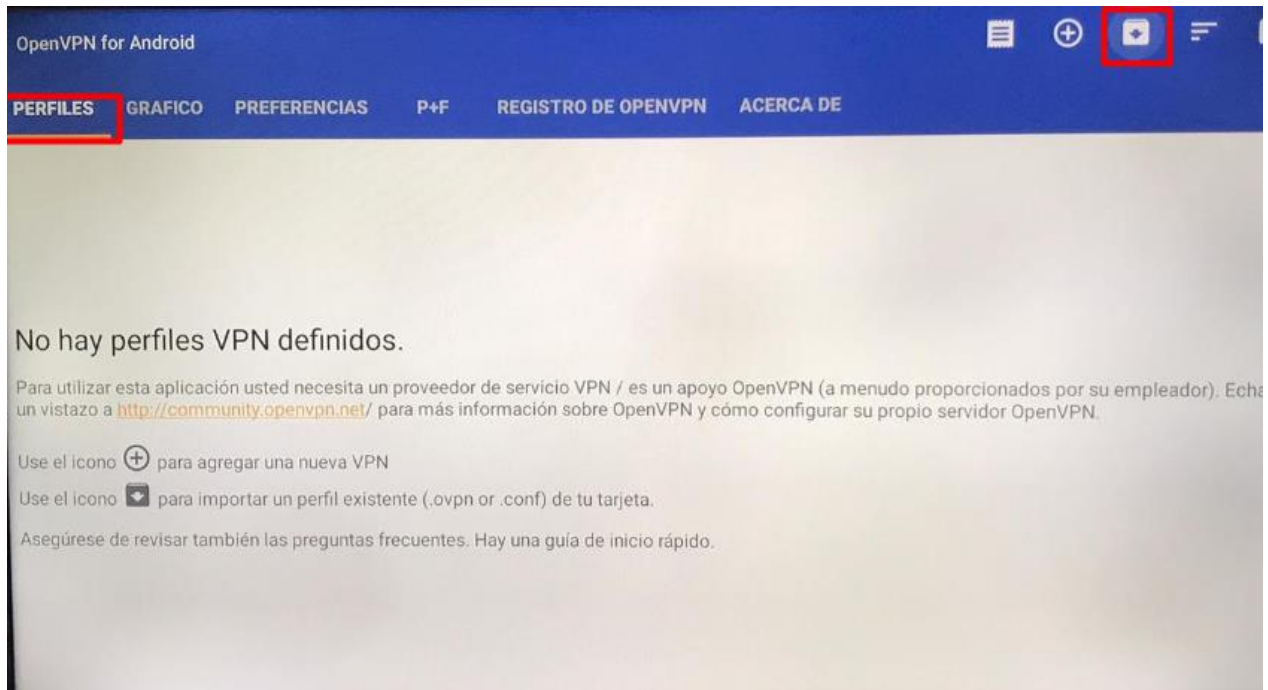 OpenVPN for Android
PERFILES GRAFICO PREFERENCIAS P+F REGISTRO DE OPENVPN ACERCA DE
No hay perfiles VPN definidos.
Para utilizar esta aplicación usted necesita un proveedor de servicio VPN / es un apoyo OpenVPN (a menudo proporcionados por su empleador). Echa
un vistazo a http://community.openvpn.net/ para más información sobre OpenVPN y cómo configurar su propio servidor OpenVPN.
Use el icono para agregar una nueva VPN
Use el icono para importar un perfil existente (.ovpn or .conf) de tu tarjeta.
Asegúrese de revisar también las preguntas frecuentes. Hay una guía de inicio rápido.